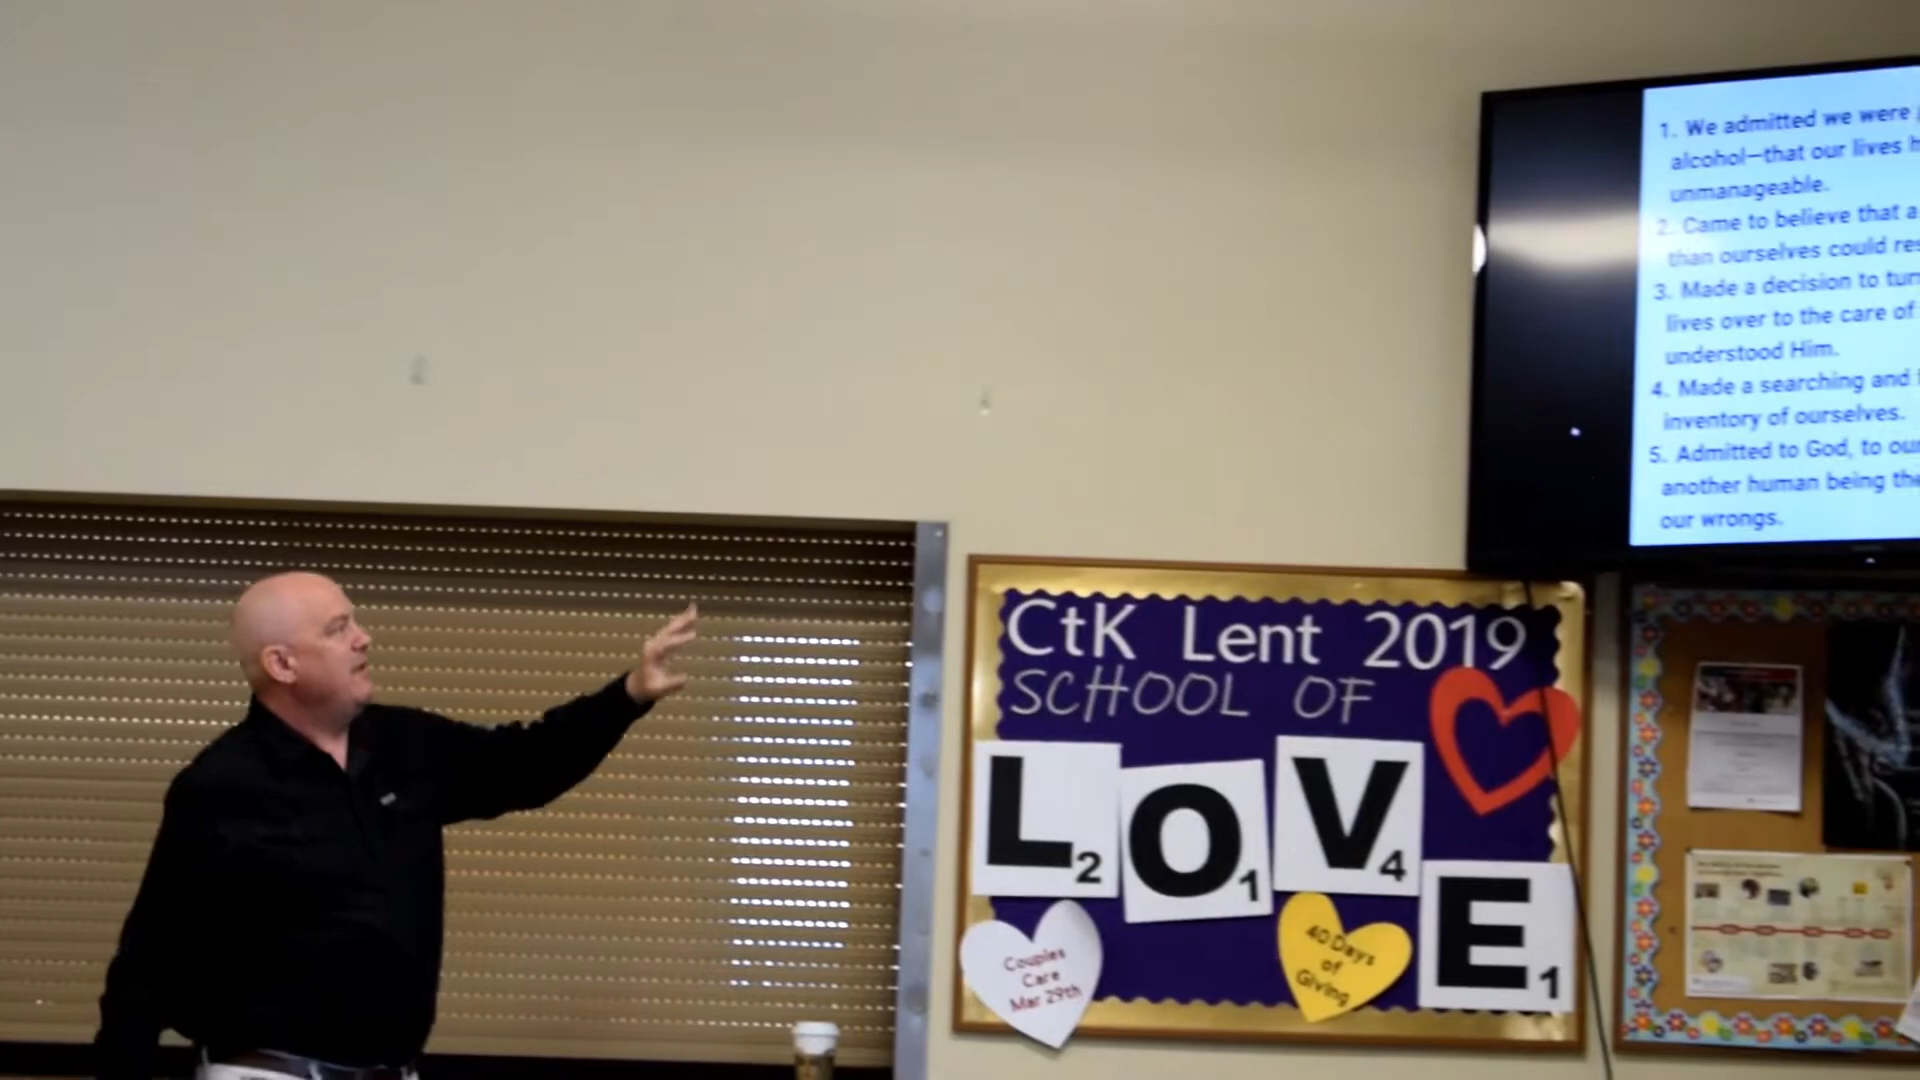 1. We admitted we were
alcohol—that our lives h
unmanageable.
2. Came to believe that a
than ourselves could res
3. Made a decision to turn
lives over to the care of
understood Him.
4. Made a searching and
inventory of ourselves.
5. Admitted to God, to our
another human being the
our wrongs.
CtK Lent 2019
SCHOOL OF
L2 O1 V4 E1
Couples
Care
Mar 29th
40 Days
of
Giving